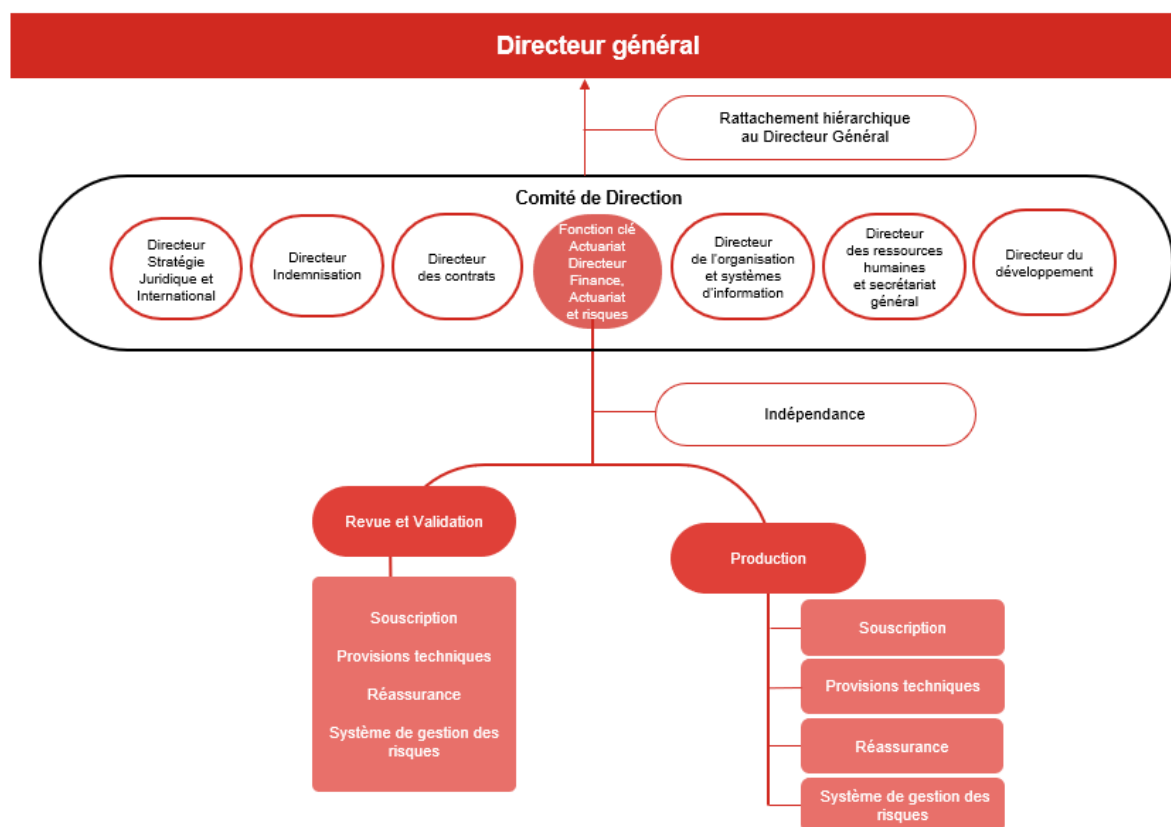 Directeur général
Rattachement hiérarchique
au Directeur Général
Comité de Direction
Directeur
Stratégie
Juridique et
International
Directeur
Indemnisation
Directeur
des contrats
Fonction clé
Actuariat
Directeur
Finance,
Actuariat
et risques
Directeur
de l'organisation
et systèmes
d'information
Directeur
des ressources
humaines
et secrétariat
général
Directeur du
développement
Indépendance
Revue et Validation
Souscription
Provisions techniques
Réassurance
Système de gestion des
risques
Production
Souscription
Provisions techniques
Réassurance
Système de gestion des
risques